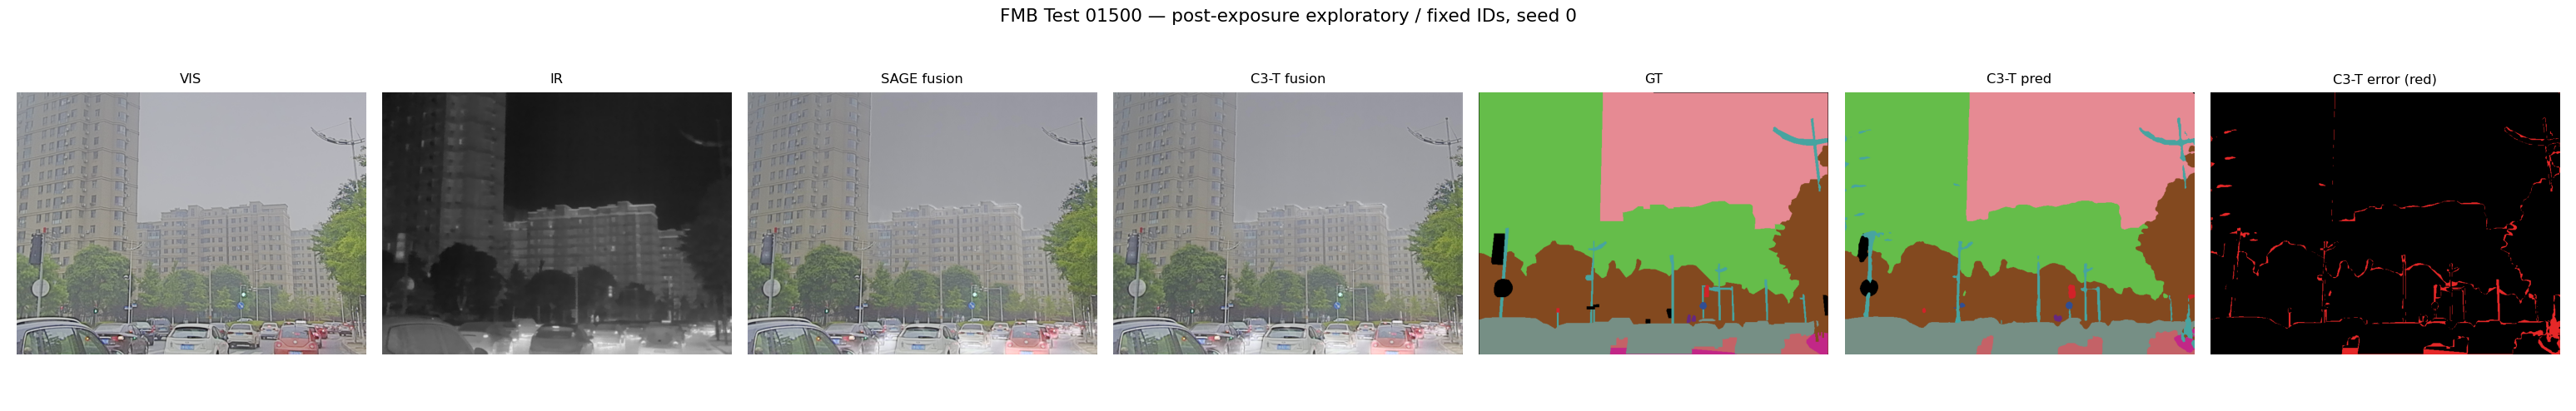 FMB Test 01500 — post-exposure exploratory / fixed IDs, seed 0
VIS
IR
SAGE fusion
C3-T fusion
GT
C3-T pred
C3-T error (red)